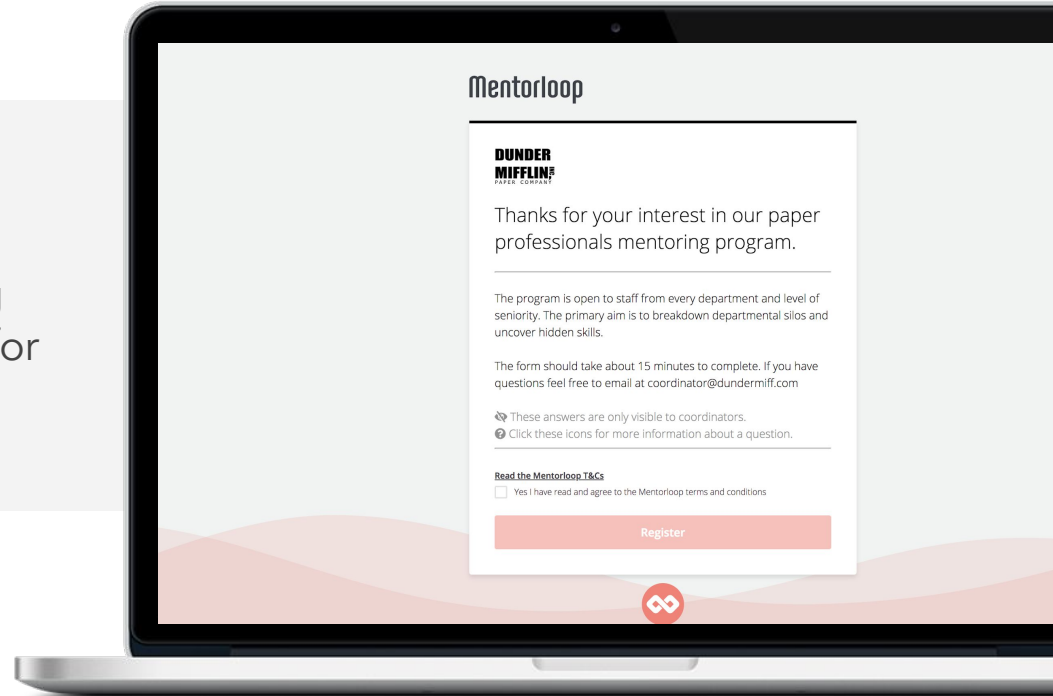 or
Mentorloop
DUNDER
MIFFLIN, INC
PAPER COMPANY
Thanks for your interest in our paper
professionals mentoring program.
The program is open to staff from every department and level of
seniority. The primary aim is to breakdown departmental silos and
uncover hidden skills.
The form should take about 15 minutes to complete. If you have
questions feel free to email at coordinator@dundermiff.com
These answers are only visible to coordinators.
Click these icons for more information about a question.
Read the Mentorloop T&Cs
Yes I have read and agree to the Mentorloop terms and conditions
Register